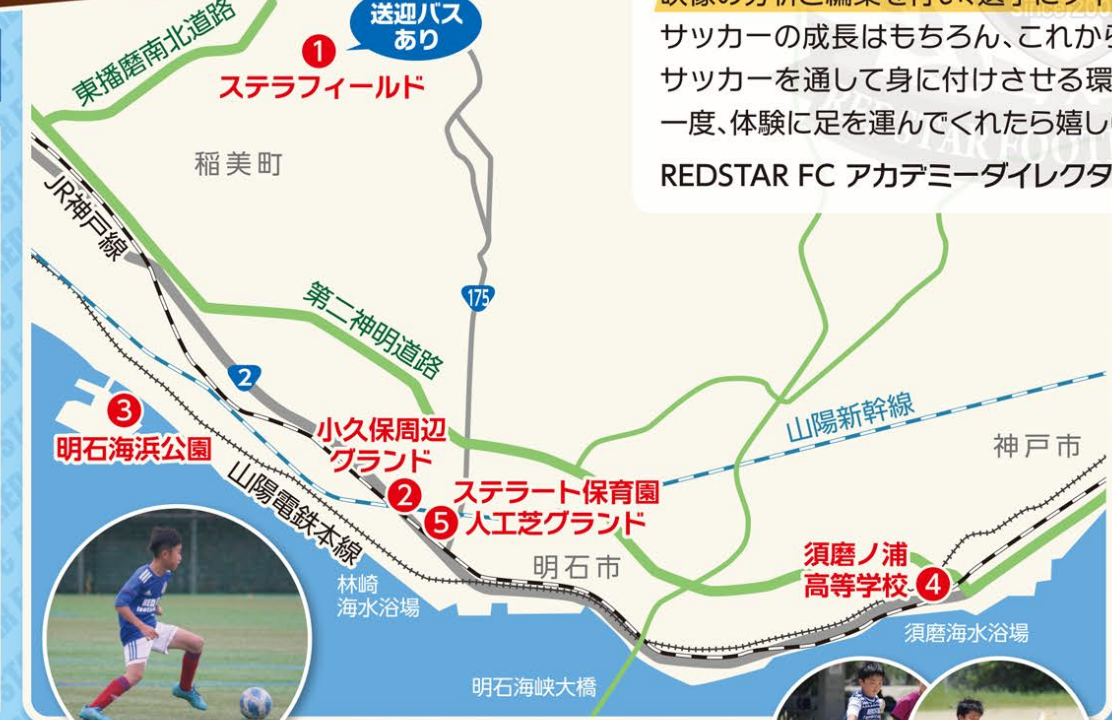 送迎バス
あり
1
ステラフィールド
東播磨南北道路
稲美町
JR神戸線
175
第二神明道路
2
3
明石海浜公園
小久保周辺
グランド
2
山陽電鉄本線
5
ステラート保育園
人工芝グランド
山陽新幹線
神戸市
明石市
林崎
海水浴場
須磨ノ浦
高等学校
4
須磨海水浴場
明石海峡大橋
サッカーの成長はもちろん、これから
サッカーを通して身に付けさせる環
一度、体験に足を運んでくれたら嬉し
REDSTAR FC アカデミーダイレクタ